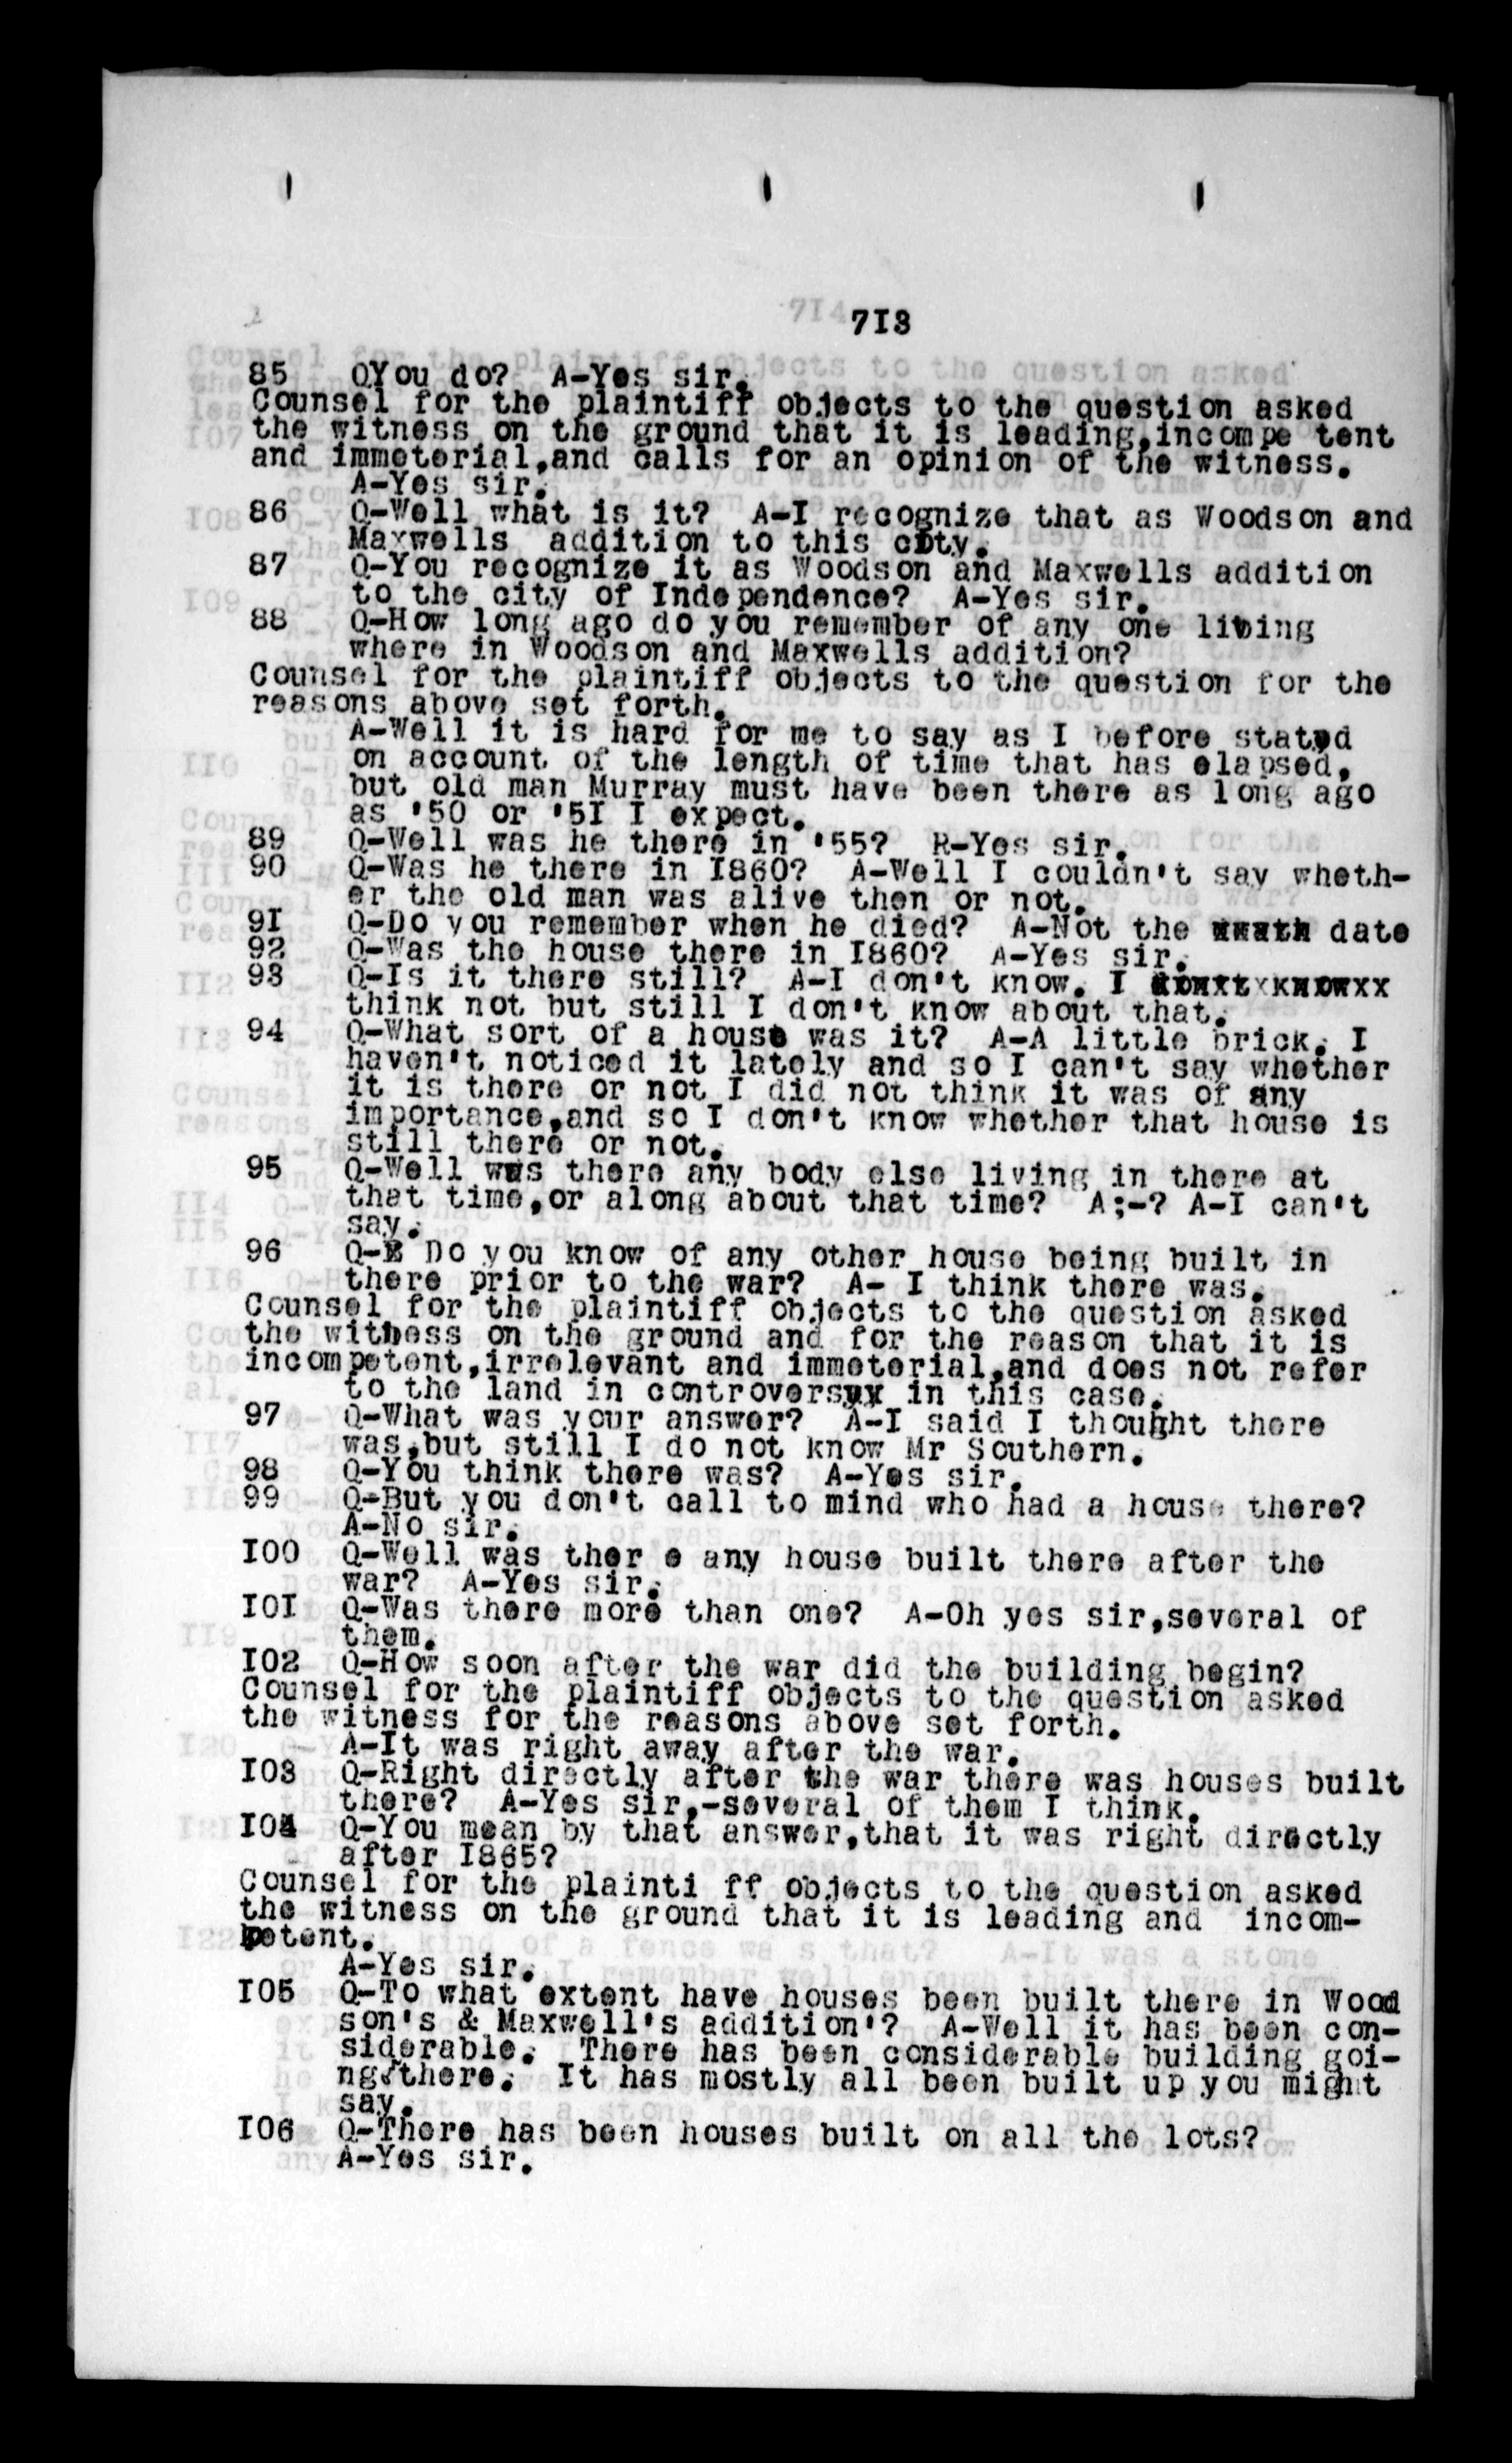 713
85 QYou do? A-Yes sir.
Counsel for the plaintiff objects to the question asked
the witness on the ground that it is leading,incompe tent
and immeterial,and calls for an opinion of the witness.
A-Yes sir.
86 Q-Well what is it? A-I recognize that as Woodson and
Maxwells addition to this city.
87 Q-You recognize it as Woodson and Maxwells addition
to the city of Independence? A-Yes sir.
88 Q-How long ago do you remember of any one living
where in Woodson and Maxwells addition?
Counsel for the plaintiff objects to the question for the
reasons above set forth.
A-Well it is hard for me to say as I before stated
on account of the length of time that has elapsed,
but old man Murray must have been there as long ago
as '50 or '5I I expect.
89 Q-Well was he there in '55? R-Yes sir.
90 Q-Was he there in I860? A-Well I couldn't say wheth-
er the old man was alive then or not.
9I Q-Do you remember when he died? A-Not the date
92 Q-Was the house there in I860? A-Yes sir.
93 Q-Is it there still? A-I don't know. I
think not but still I don't know about that.
94 Q-What sort of a house was it? A-A little brick. I
haven't noticed it lately and so I can't say whether
it is there or not I did not think it was of any
importance,and so I don't know whether that house is
still there or not.
95 Q-Well was there any body else living in there at
that time,or along about that time? A;-? A-I can't
say.
96 Q- Do you know of any other house being built in
there prior to the war? A- I think there was.
Counsel for the plaintiff objects to the question asked
the witness on the ground and for the reason that it is
incompetent,irrelevant and immeterial,and does not refer
to the land in controversy in this case.
97 Q-What was your answer? A-I said I thought there
was,but still I do not know Mr Southern.
98 Q-You think there was? A-Yes sir.
99 Q-But you don't call to mind who had a house there?
A-No sir.
I00 Q-Well was ther e any house built there after the
war? A-Yes sir.
I0I Q-Was there more than one? A-Oh yes sir,several of
them.
I02 Q-How soon after the war did the building begin?
Counsel for the plaintiff objects to the question asked
the witness for the reasons above set forth.
A-It was right away after the war.
I03 Q-Right directly after the war there was houses built
there? A-Yes sir,-several of them I think.
I04 Q-You mean by that answer,that it was right directly
after I865?
Counsel for the plainti ff objects to the question asked
the witness on the ground that it is leading and incom-
petent.
A-Yes sir.
I05 Q-To what extent have houses been built there in Wood
son's & Maxwell's addition'? A-Well it has been con-
siderable. There has been considerable building goi-
ng there. It has mostly all been built up you might
say.
I06 Q-There has been houses built on all the lots?
A-Yes sir.